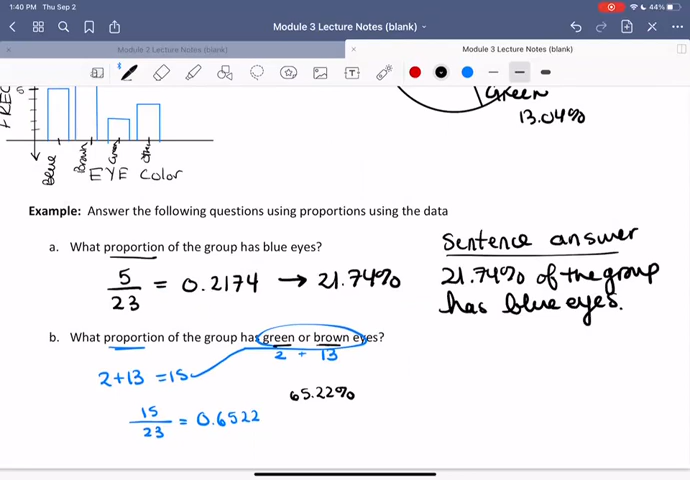 1:40 PM Thu Sep 2
44%
Module 3 Lecture Notes (blank)
Module 2 Lecture Notes (blank)
Module 3 Lecture Notes (blank)
FREC
5
Blue
Brown
Green
Other
EYE Color
Green
13.04%
Example: Answer the following questions using proportions using the data
a. What proportion of the group has blue eyes?
5/23 = 0.2174 → 21.74%
Sentence answer
21.74% of the group
has blue eyes.
b. What proportion of the group has green or brown eyes?
2 + 13
2+13 =15
65.22%
15/23 = 0.6522